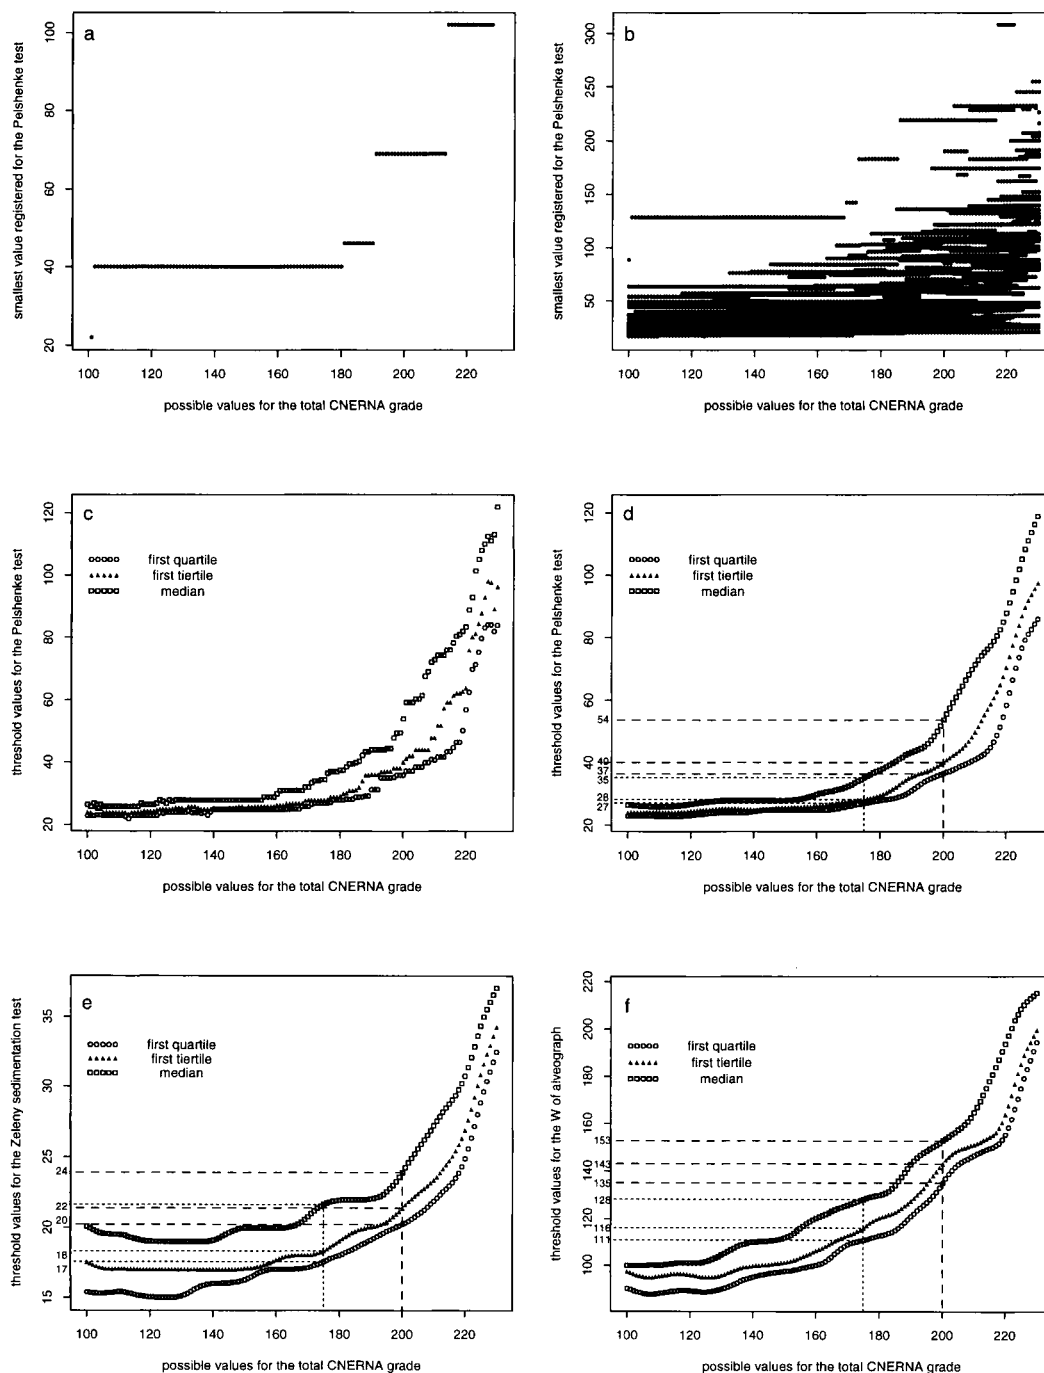 a
smallest value registered for the Pelshenke test
100
80
60
40
20
100 120 140 160 180 200 220
possible values for the total CNERNA grade
b
smallest value registered for the Pelshenke test
300
250
200
150
100
50
100 120 140 160 180 200 220
possible values for the total CNERNA grade
c
threshold values for the Pelshenke test
120
100
80
60
40
20
first quartile
first tiertile
median
100 120 140 160 180 200 220
possible values for the total CNERNA grade
d
threshold values for the Pelshenke test
120
100
80
60
54
40
40
37
35
28
27
20
first quartile
first tiertile
median
100 120 140 160 180 200 220
possible values for the total CNERNA grade
e
threshold values for the Zeleny sedimentation test
35
30
25
24
22
20
20
18
17
15
first quartile
first tiertile
median
100 120 140 160 180 200 220
possible values for the total CNERNA grade
f
threshold values for the W of alveograph
220
200
180
160
153
143
140
135
128
120
116
111
100
first quartile
first tiertile
median
100 120 140 160 180 200 220
possible values for the total CNERNA grade